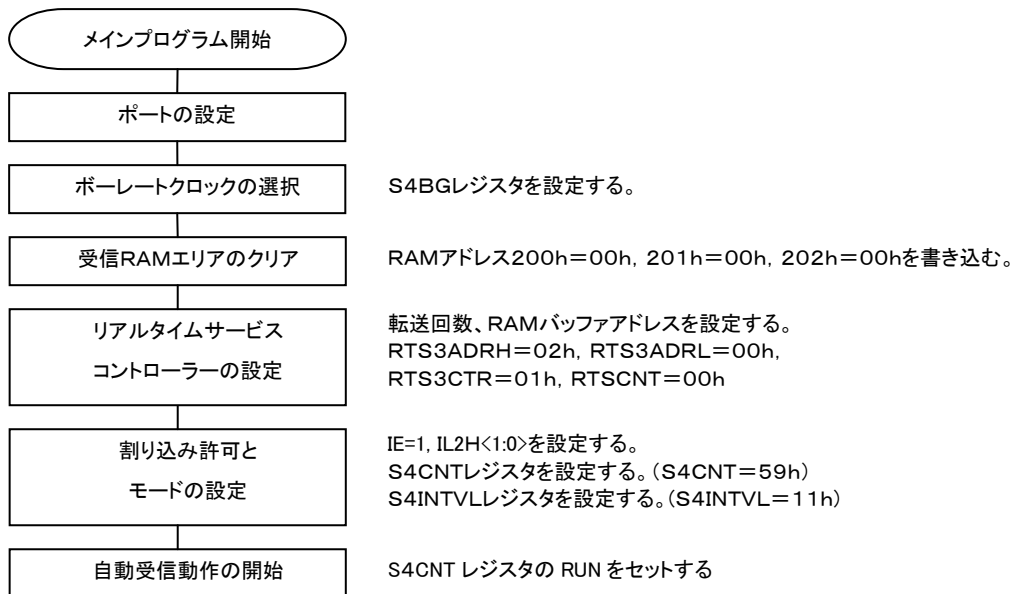 メインプログラム開始
ポートの設定
ボーレートクロックの選択
S4BGレジスタを設定する。
受信RAMエリアのクリア
RAMアドレス200h=00h, 201h=00h, 202h=00hを書き込む。
リアルタイムサービス
コントローラーの設定
転送回数、RAMバッファアドレスを設定する。
RTS3ADRH=02h, RTS3ADRL=00h,
RTS3CTR=01h, RTSCNT=00h
割り込み許可と
モードの設定
IE=1, IL2H<1:0>を設定する。
S4CNTレジスタを設定する。(S4CNT=59h)
S4INTVLレジスタを設定する。(S4INTVL=11h)
自動受信動作の開始
S4CNT レジスタの RUN をセットする